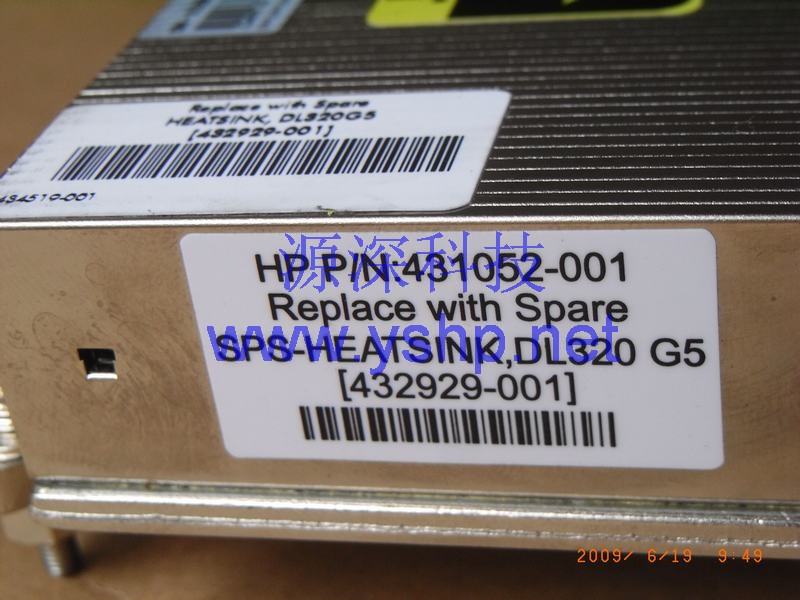 Replace with Spare
HEATSINK, DL320G5
[432929-001]
434519-001
源深科技
HP P/N:431052-001
Replace with Spare
www.yshp.net
SPS-HEATSINK,DL320 G5
[432929-001]
2009/ 6/19 9:49